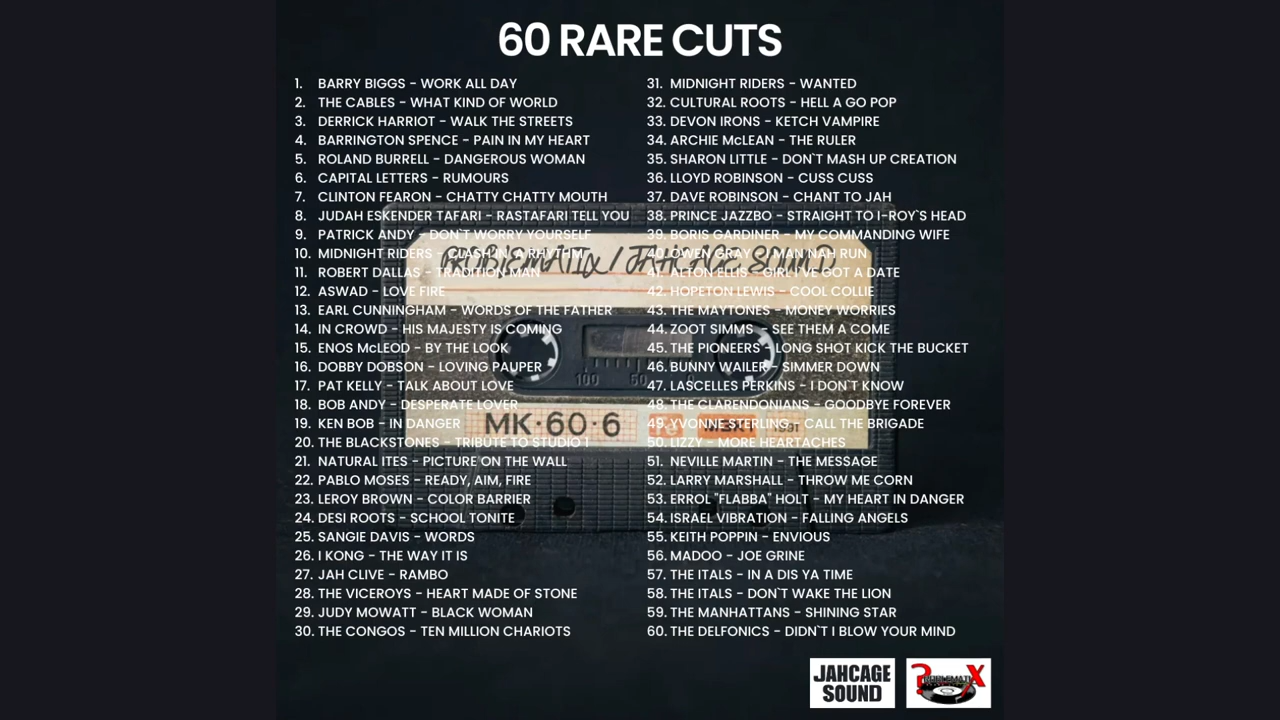 60 RARE CUTS
1. BARRY BIGGS - WORK ALL DAY
2. THE CABLES - WHAT KIND OF WORLD
3. DERRICK HARRIOT - WALK THE STREETS
4. BARRINGTON SPENCE - PAIN IN MY HEART
5. ROLAND BURRELL - DANGEROUS WOMAN
6. CAPITAL LETTERS - RUMOURS
7. CLINTON FEARON - CHATTY CHATTY MOUTH
8. JUDAH ESKENDER TAFARI - RASTAFARI TELL YOU
9. PATRICK ANDY - DON`T WORRY YOURSELF
10. MIDNIGHT RIDERS - CLASH IN A RHYTHM
11. ROBERT DALLAS - TRADITION MAN
12. ASWAD - LOVE FIRE
13. EARL CUNNINGHAM - WORDS OF THE FATHER
14. IN CROWD - HIS MAJESTY IS COMING
15. ENOS McLEOD - BY THE LOOK
16. DOBBY DOBSON - LOVING PAUPER
17. PAT KELLY - TALK ABOUT LOVE
18. BOB ANDY - DESPERATE LOVER
19. KEN BOB - IN DANGER
20. THE BLACKSTONES - TRIBUTE TO STUDIO 1
21. NATURAL ITES - PICTURE ON THE WALL
22. PABLO MOSES - READY, AIM, FIRE
23. LEROY BROWN - COLOR BARRIER
24. DESI ROOTS - SCHOOL TONITE
25. SANGIE DAVIS - WORDS
26. I KONG - THE WAY IT IS
27. JAH CLIVE - RAMBO
28. THE VICEROYS - HEART MADE OF STONE
29. JUDY MOWATT - BLACK WOMAN
30. THE CONGOS - TEN MILLION CHARIOTS
31. MIDNIGHT RIDERS - WANTED
32. CULTURAL ROOTS - HELL A GO POP
33. DEVON IRONS - KETCH VAMPIRE
34. ARCHIE McLEAN - THE RULER
35. SHARON LITTLE - DON`T MASH UP CREATION
36. LLOYD ROBINSON - CUSS CUSS
37. DAVE ROBINSON - CHANT TO JAH
38. PRINCE JAZZBO - STRAIGHT TO I-ROY`S HEAD
39. BORIS GARDINER - MY COMMANDING WIFE
40. OWEN GRAY - MAN NAH RUN
41. ALTON ELLIS - GIRL I`VE GOT A DATE
42. HOPETON LEWIS - COOL COLLIE
43. THE MAYTONES - MONEY WORRIES
44. ZOOT SIMMS - SEE THEM A COME
45. THE PIONEERS - LONG SHOT KICK THE BUCKET
46. BUNNY WAILER - SIMMER DOWN
47. LASCELLES PERKINS - I DON`T KNOW
48. THE CLARENDONIANS - GOODBYE FOREVER
49. YVONNE STERLING - CALL THE BRIGADE
50. LIZZY - MORE HEARTACHES
51. NEVILLE MARTIN - THE MESSAGE
52. LARRY MARSHALL - THROW ME CORN
53. ERROL "FLABBA" HOLT - MY HEART IN DANGER
54. ISRAEL VIBRATION - FALLING ANGELS
55. KEITH POPPIN - ENVIOUS
56. MADOO - JOE GRINE
57. THE ITALS - IN A DIS YA TIME
58. THE ITALS - DON`T WAKE THE LION
59. THE MANHATTANS - SHINING STAR
60. THE DELFONICS - DIDN`T I BLOW YOUR MIND
PROBLEMATIX / JAHCAGE SOUND
100 50 0
MK·60·6
JAHCAGE
SOUND
PROBLEMATIX